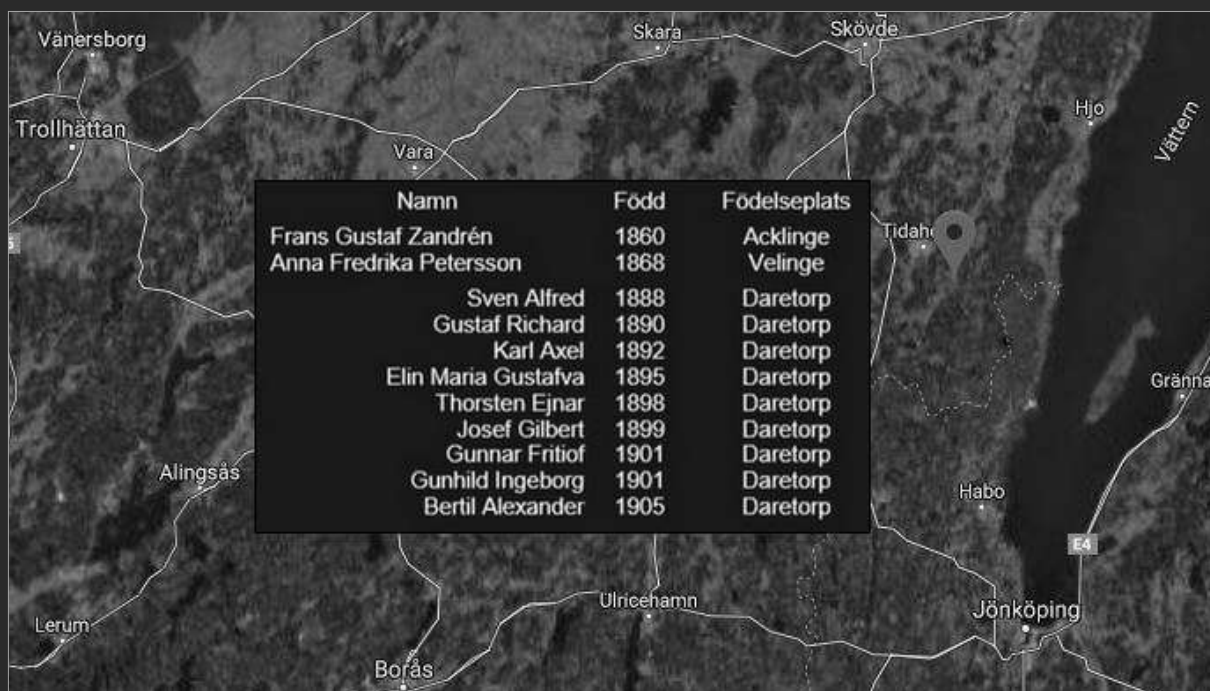 Vänersborg
Skara
Skövde
Trollhättan
Hjo
Vättern
Vara
Namn Född Födelseplats
Frans Gustaf Zandrén 1860 Acklinge
Anna Fredrika Petersson 1868 Velinge
Sven Alfred 1888 Daretorp
Gustaf Richard 1890 Daretorp
Karl Axel 1892 Daretorp
Elin Maria Gustafva 1895 Daretorp
Thorsten Ejnar 1898 Daretorp
Josef Gilbert 1899 Daretorp
Gunnar Fritiof 1901 Daretorp
Gunhild Ingeborg 1901 Daretorp
Bertil Alexander 1905 Daretorp
Gränna
Alingsås
Habo
E4
Ulricehamn
Jönköping
Lerum
Borås